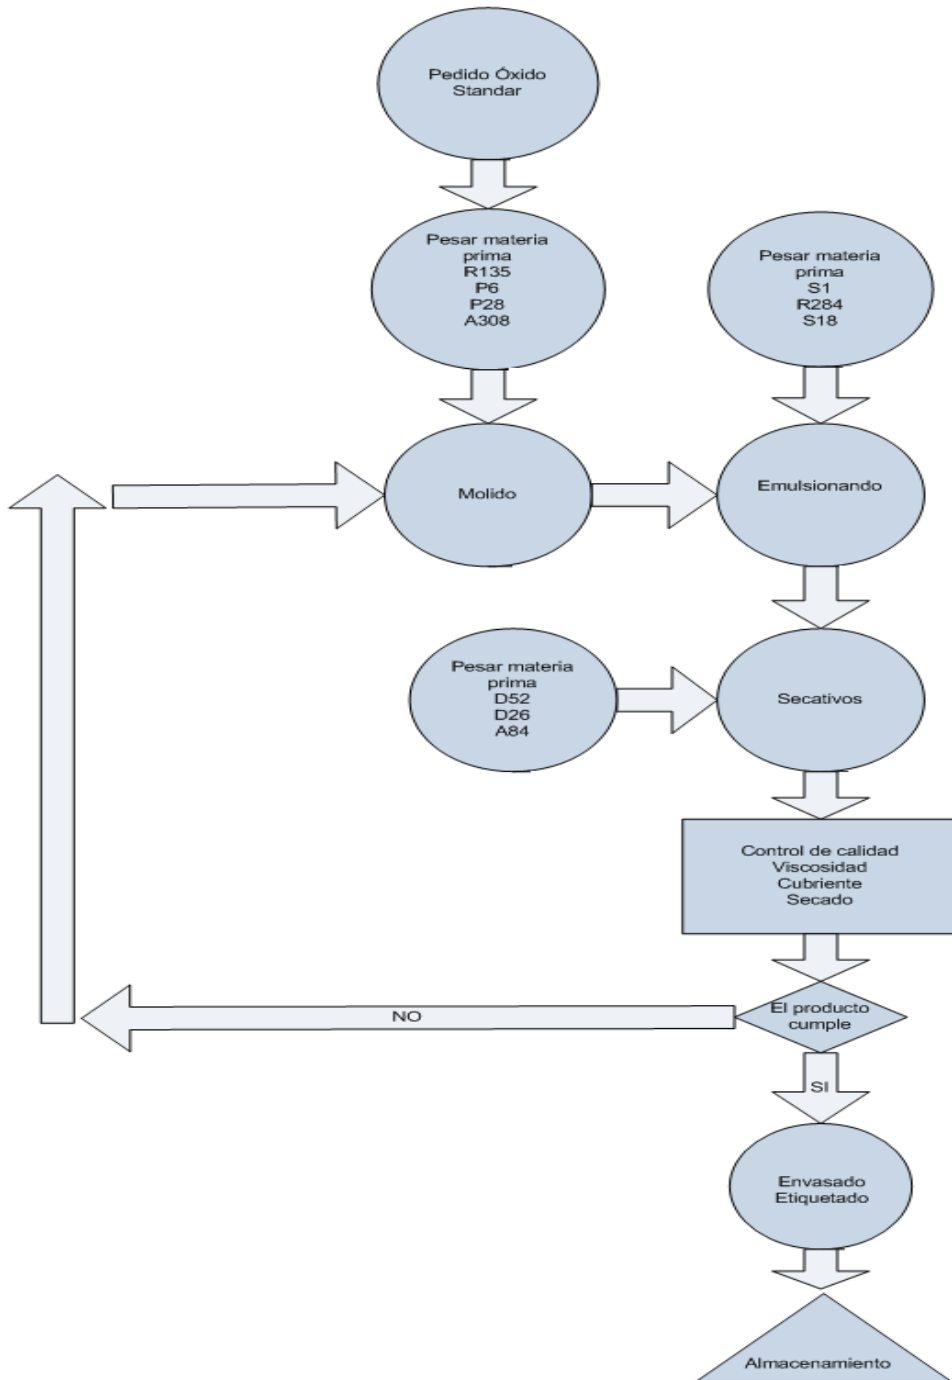 Pedido Óxido
Standar
Pesar materia
prima
R135
P6
P28
A308
Pesar materia
prima
S1
R284
S18
Molido
Emulsionando
Pesar materia
prima
D52
D26
A84
Secativos
Control de calidad
Viscosidad
Cubriente
Secado
El producto
cumple
NO
SI
Envasado
Etiquetado
Almacenamiento